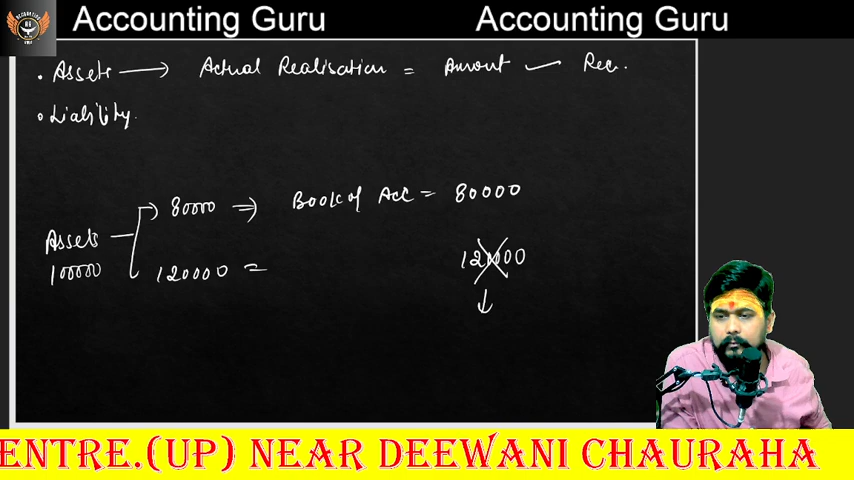 Accounting Guru Accounting Guru
. Assets → Actual Realisation = Amount Rec.
. Liability.
80000 ⇒ Book of Acc = 80000
Assets
100000
120000 = 120000
↓
ENTRE.(UP) NEAR DEEWANI CHAURAHA